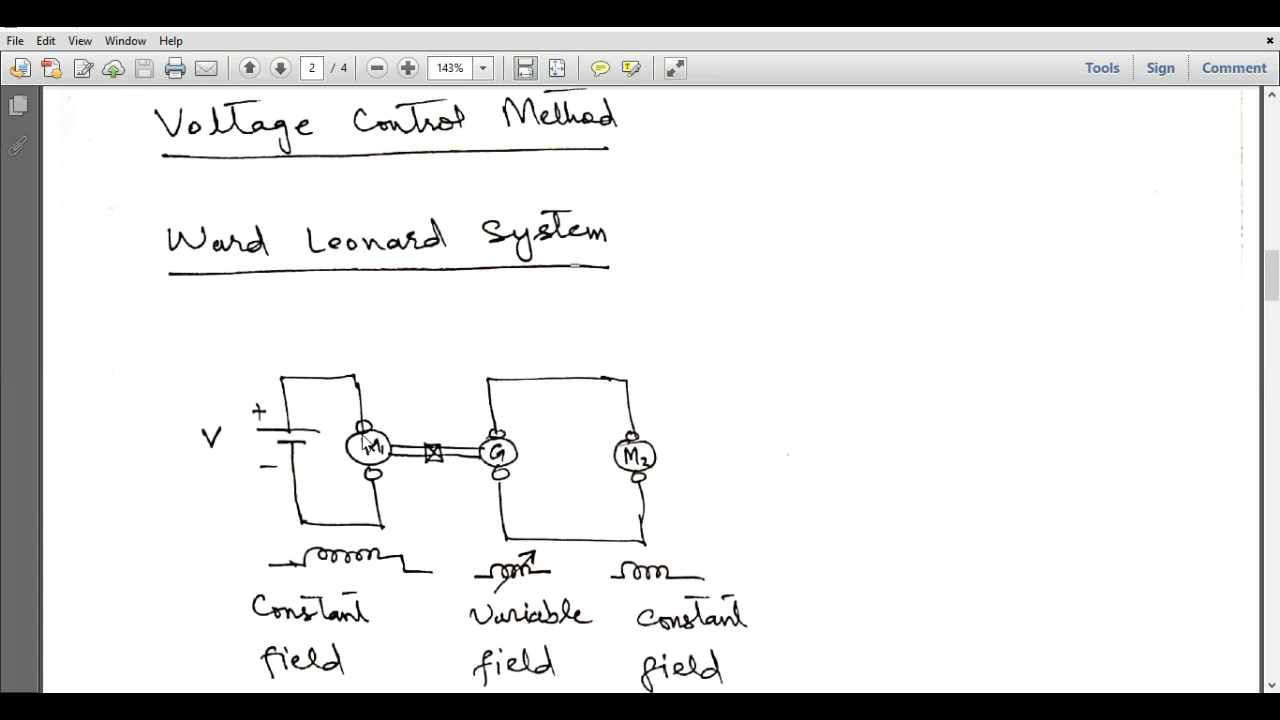 File Edit View Window Help
2 / 4 143% Tools Sign Comment
Voltage Control Method
Ward Leonard System
+
V M1 G M2
-
Constant Variable Constant
field field field